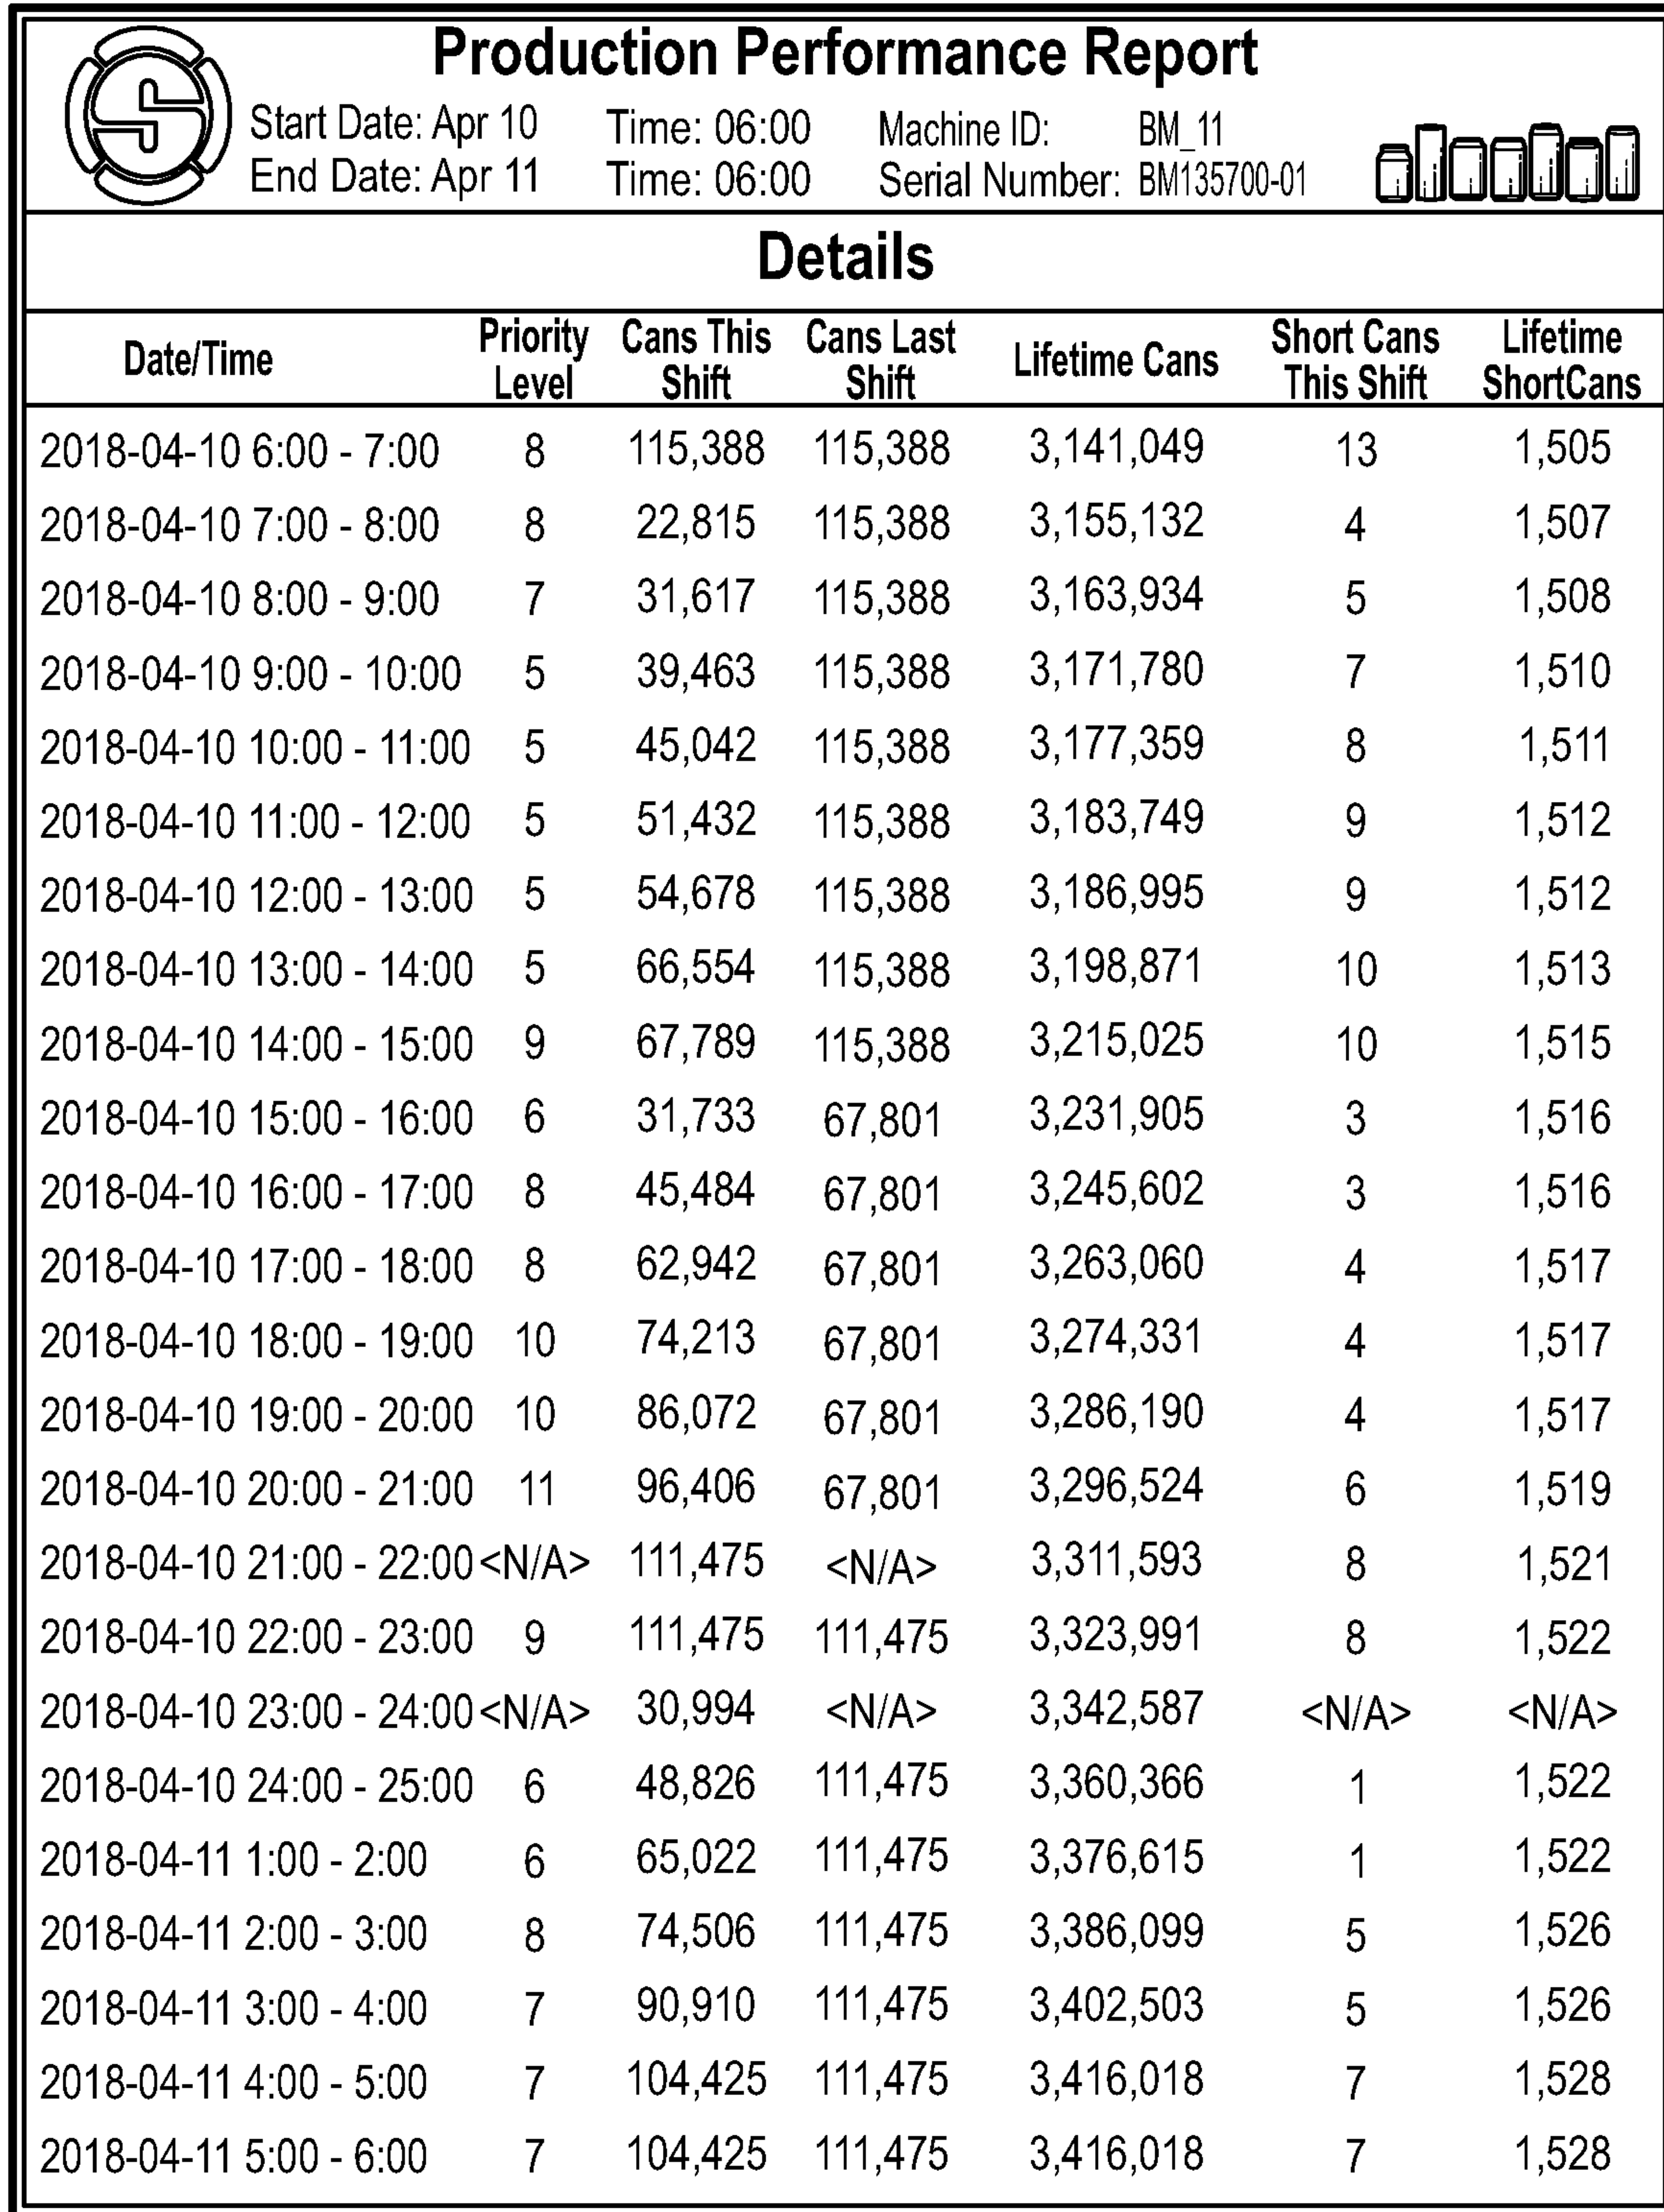 Production Performance Report
Start Date: Apr 10 Time: 06:00 Machine ID: BM_11
End Date: Apr 11 Time: 06:00 Serial Number: BM135700-01
Details
Date/Time Priority Level Cans This Shift Cans Last Shift Lifetime Cans Short Cans This Shift Lifetime ShortCans
2018-04-10 6:00 - 7:00 8 115,388 115,388 3,141,049 13 1,505
2018-04-10 7:00 - 8:00 8 22,815 115,388 3,155,132 4 1,507
2018-04-10 8:00 - 9:00 7 31,617 115,388 3,163,934 5 1,508
2018-04-10 9:00 - 10:00 5 39,463 115,388 3,171,780 7 1,510
2018-04-10 10:00 - 11:00 5 45,042 115,388 3,177,359 8 1,511
2018-04-10 11:00 - 12:00 5 51,432 115,388 3,183,749 9 1,512
2018-04-10 12:00 - 13:00 5 54,678 115,388 3,186,995 9 1,512
2018-04-10 13:00 - 14:00 5 66,554 115,388 3,198,871 10 1,513
2018-04-10 14:00 - 15:00 9 67,789 115,388 3,215,025 10 1,515
2018-04-10 15:00 - 16:00 6 31,733 67,801 3,231,905 3 1,516
2018-04-10 16:00 - 17:00 8 45,484 67,801 3,245,602 3 1,516
2018-04-10 17:00 - 18:00 8 62,942 67,801 3,263,060 4 1,517
2018-04-10 18:00 - 19:00 10 74,213 67,801 3,274,331 4 1,517
2018-04-10 19:00 - 20:00 10 86,072 67,801 3,286,190 4 1,517
2018-04-10 20:00 - 21:00 11 96,406 67,801 3,296,524 6 1,519
2018-04-10 21:00 - 22:00 <N/A> 111,475 <N/A> 3,311,593 8 1,521
2018-04-10 22:00 - 23:00 9 111,475 111,475 3,323,991 8 1,522
2018-04-10 23:00 - 24:00 <N/A> 30,994 <N/A> 3,342,587 <N/A> <N/A>
2018-04-10 24:00 - 25:00 6 48,826 111,475 3,360,366 1 1,522
2018-04-11 1:00 - 2:00 6 65,022 111,475 3,376,615 1 1,522
2018-04-11 2:00 - 3:00 8 74,506 111,475 3,386,099 5 1,526
2018-04-11 3:00 - 4:00 7 90,910 111,475 3,402,503 5 1,526
2018-04-11 4:00 - 5:00 7 104,425 111,475 3,416,018 7 1,528
2018-04-11 5:00 - 6:00 7 104,425 111,475 3,416,018 7 1,528